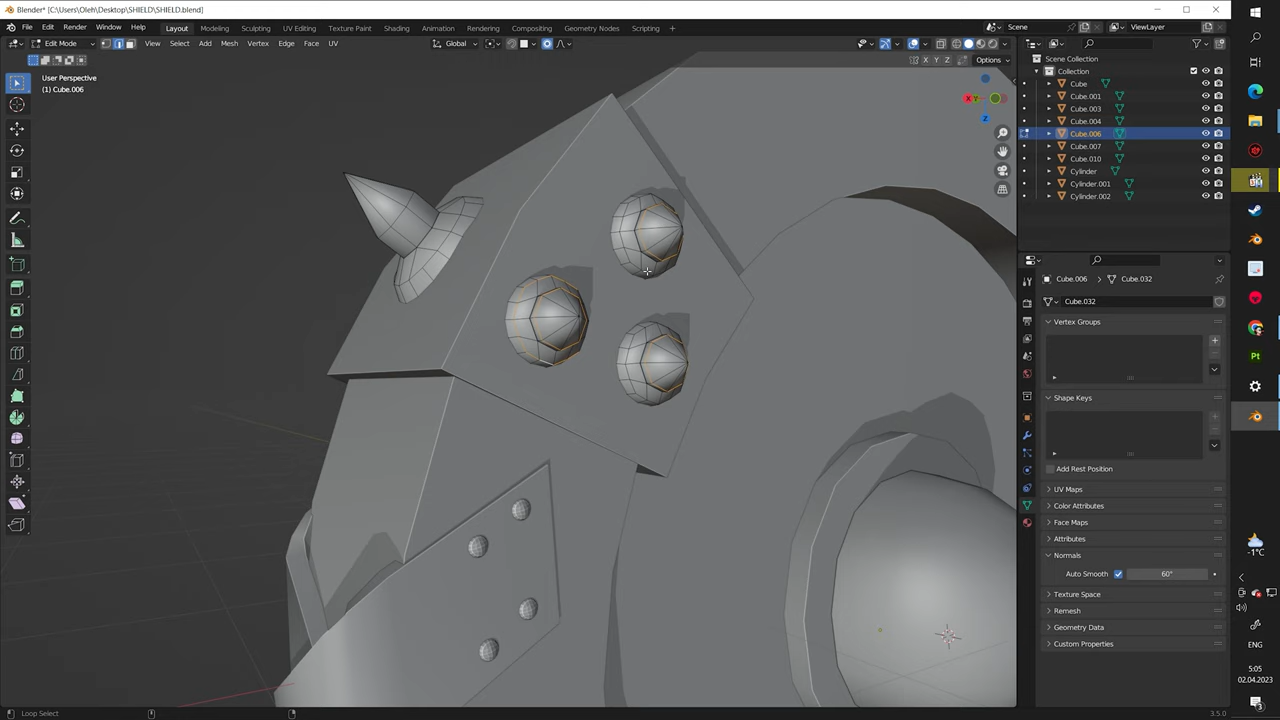 Blender* [C:\Users\Oleh\Desktop\SHIELD\SHIELD.blend]
File Edit Render Window Help Layout Modeling Sculpting UV Editing Texture Paint Shading Animation Rendering Compositing Geometry Nodes Scripting + Scene ViewLayer
Edit Mode View Select Add Mesh Vertex Edge Face UV Global
X Y Z Options
User Perspective
(1) Cube.006
Scene Collection
Collection
Cube
Cube.001
Cube.003
Cube.004
Cube.006
Cube.007
Cube.010
Cylinder
Cylinder.001
Cylinder.002
X Y Z
Cube.006 > Cube.032
Cube.032
Vertex Groups
Shape Keys
Add Rest Position
UV Maps
Color Attributes
Face Maps
Attributes
Normals
Auto Smooth 60°
Texture Space
Remesh
Geometry Data
Custom Properties
Pt
-1°C
ENG
5:05
02.04.2023
Loop Select
3.5.0